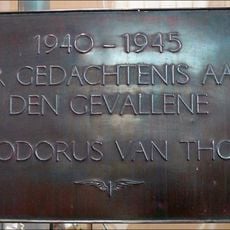 1940-1945
R GEDACHTENIS AA
DEN GEVALLENE
ODORUS VAN THO